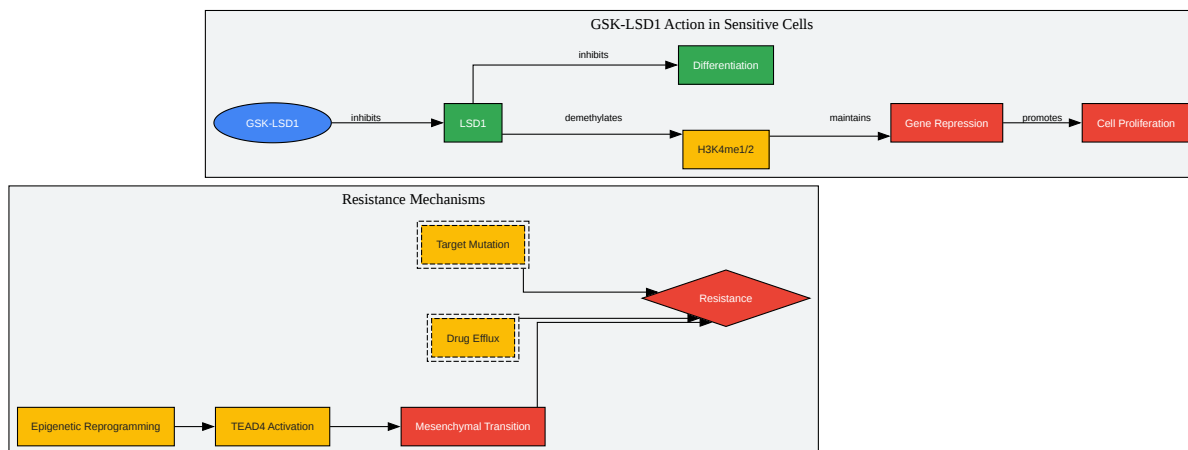 GSK-LSD1 Action in Sensitive Cells
inhibits
Differentiation
GSK-LSD1
inhibits
LSD1
demethylates
H3K4me1/2
maintains
Gene Repression
promotes
Cell Proliferation
Resistance Mechanisms
Target Mutation
Resistance
Drug Efflux
Epigenetic Reprogramming
TEAD4 Activation
Mesenchymal Transition